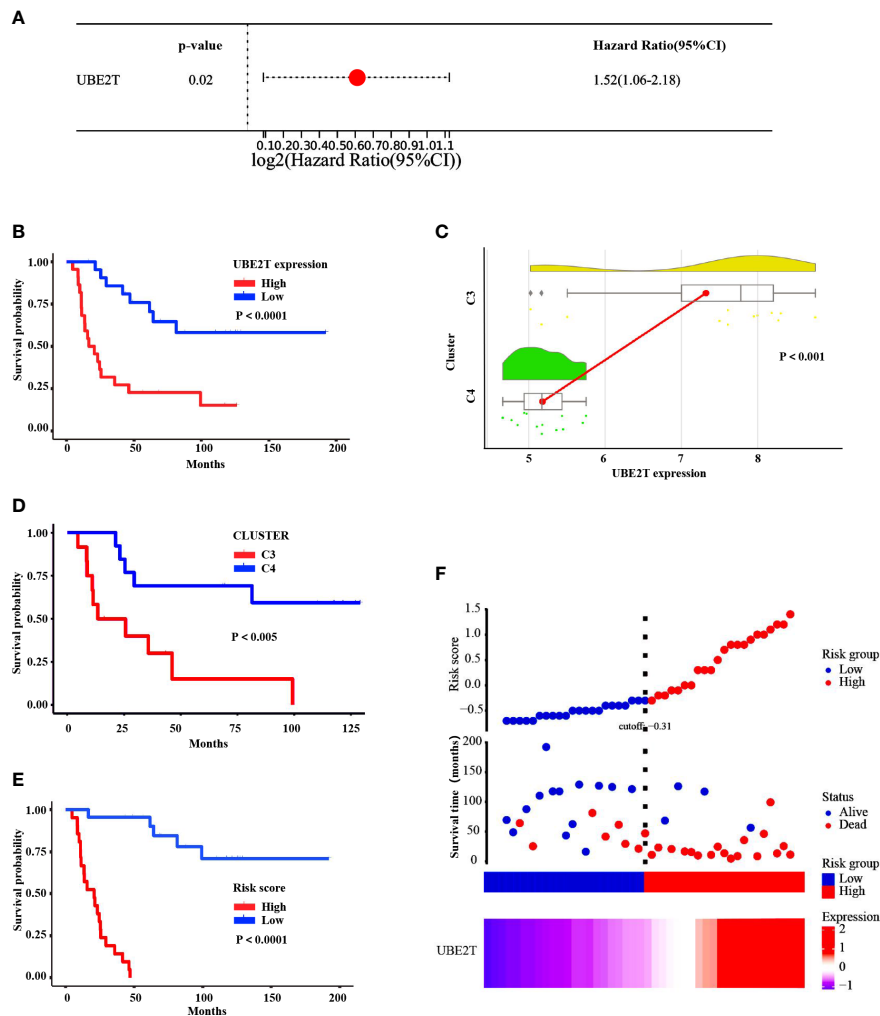 A
p-value
Hazard Ratio(95%CI)
UBE2T
0.02
1.52(1.06-2.18)
0.10.20.30.40.50.60.70.80.91.01.1
log2(Hazard Ratio(95%CI))
B
Survival probability
1.00
0.75
0.50
0.25
0.00
UBE2T expression
High
Low
P < 0.0001
0 50 100 150 200
Months
C
Cluster
C3
C4
P < 0.001
5 6 7 8
UBE2T expression
D
Survival probability
1.00
0.75
0.50
0.25
0.00
CLUSTER
C3
C4
P < 0.005
0 25 50 75 100 125
Months
E
Survival probability
1.00
0.75
0.50
0.25
0.00
Risk score
High
Low
P < 0.0001
0 50 100 150 200
Months
F
Risk score
1.5
1.0
0.5
0.0
−0.5
cutoff:−0.31
Risk group
Low
High
Survival time (months)
200
150
100
50
0
Status
Alive
Dead
Risk group
Low
High
UBE2T
Expression
2
1
0
−1